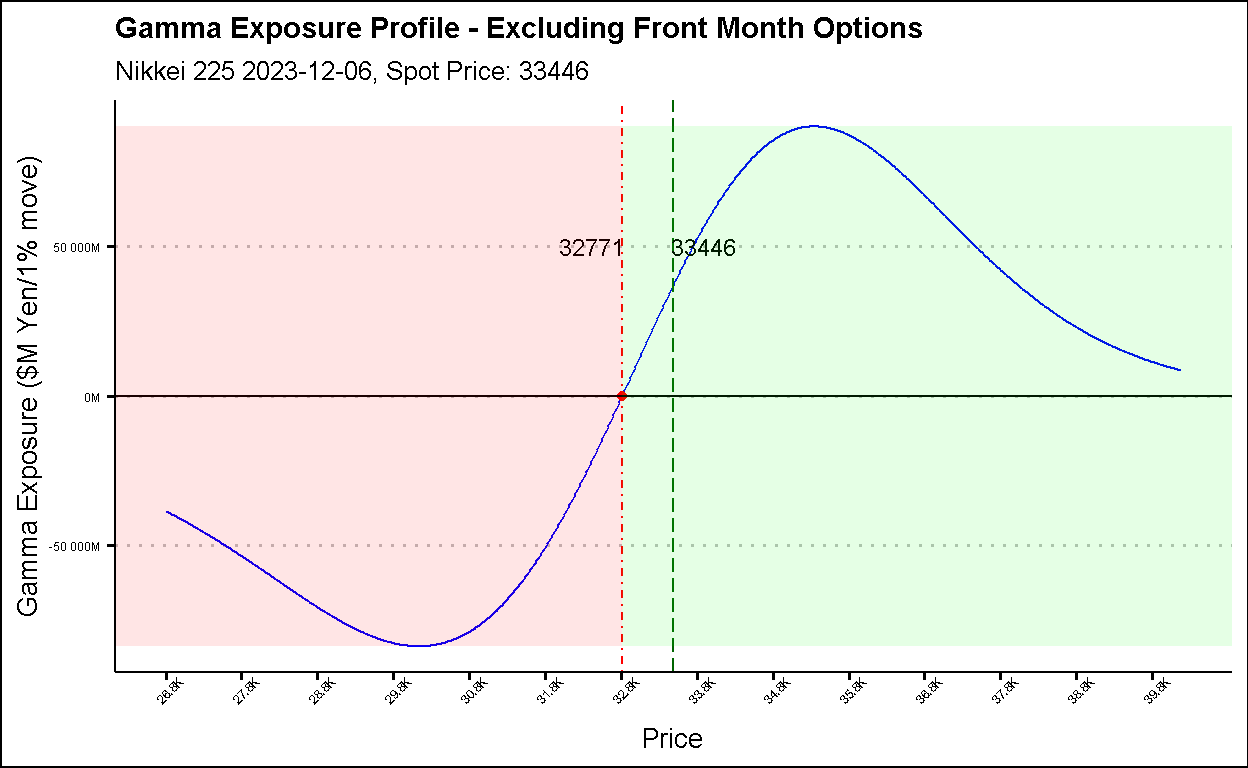 Gamma Exposure Profile - Excluding Front Month Options
Nikkei 225 2023-12-06, Spot Price: 33446
Gamma Exposure ($M Yen/1% move)
50 000M
0M
-50 000M
32771
33446
26.8K
27.8K
28.8K
29.8K
30.8K
31.8K
32.8K
33.8K
34.8K
35.8K
36.8K
37.8K
38.8K
39.8K
Price